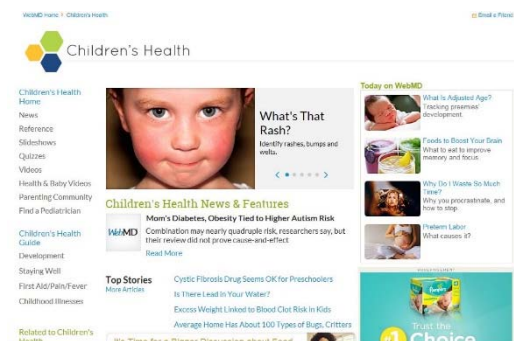 WebMD Home
Children's Health
Email a Friend
Children's Health
Children's Health
Home
News
Reference
Slideshows
Quizzes
Videos
Health & Baby Videos
Parenting Community
Find a Pediatrician
Children's Health
Guide
Development
Staying Well
First Aid/Pain/Fever
Childhood Illnesses
Related to Children's
Health
What's That
Rash?
Identify rashes, bumps and
welts.
Children's Health News & Features
WebMD
Mom's Diabetes, Obesity Tied to Higher Autism Risk
Combination may nearly quadruple risk, researchers say, but
their review did not prove cause-and-effect
Read More
Top Stories
More Articles
Cystic Fibrosis Drug Seems OK for Preschoolers
Is There Lead in Your Water?
Excess Weight Linked to Blood Clot Risk in Kids
Average Home Has About 100 Types of Bugs, Critters
It's Time for a Bigger Discussion about Food
Today on WebMD
What Is Adjusted Age?
Tracking preemies'
development
Foods to Boost Your Brain
What to eat to improve
memory and focus
Why Do I Waste So Much
Time?
Why you procrastinate, and
how to stop
Preterm Labor
What causes it?
ADVERTISEMENT
Pampers
Trust the
#1 Choice